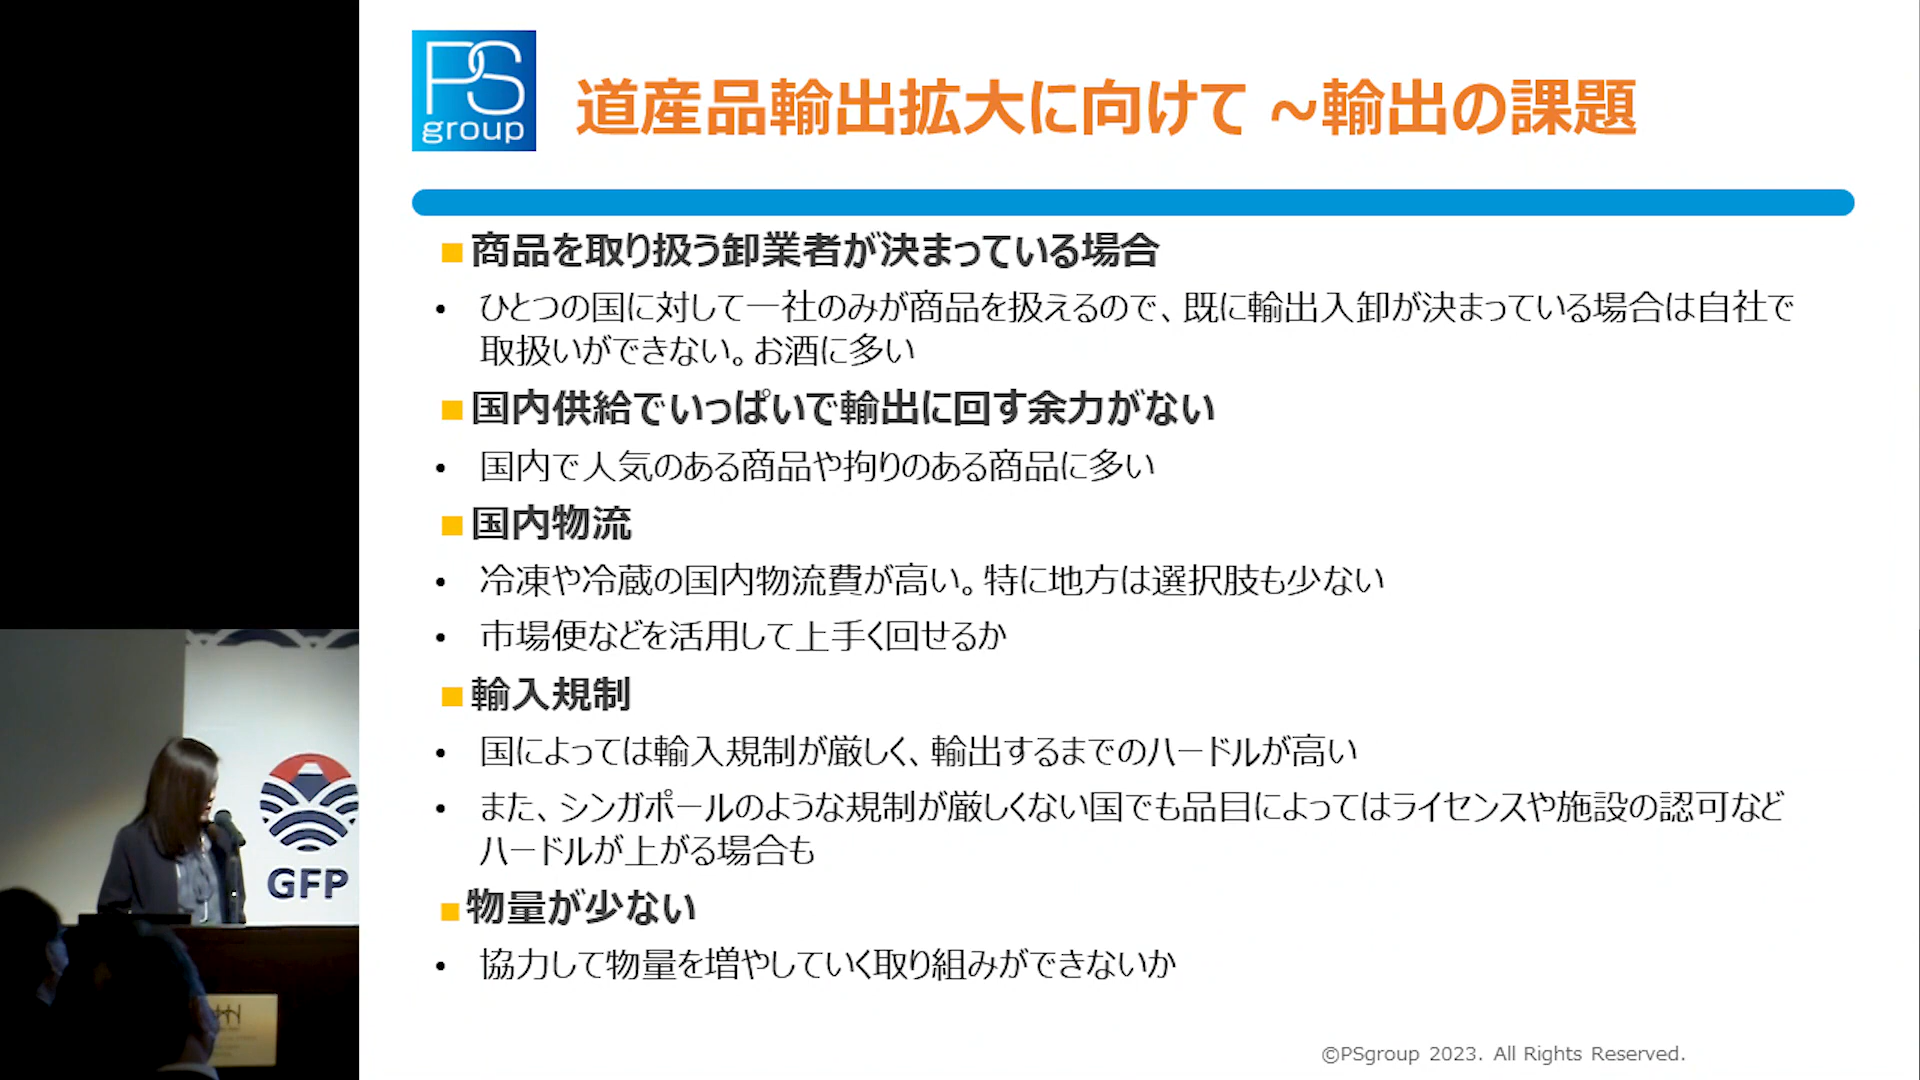 PS
group
道産品輸出拡大に向けて ~輸出の課題
■商品を取り扱う卸業者が決まっている場合
• ひとつの国に対して一社のみが商品を扱えるので、既に輸出入卸が決まっている場合は自社で
取扱いができない。お酒に多い
■国内供給でいっぱいで輸出に回す余力がない
• 国内で人気のある商品や拘りのある商品に多い
■国内物流
• 冷凍や冷蔵の国内物流費が高い。特に地方は選択肢も少ない
• 市場便などを活用して上手く回せるか
■輸入規制
• 国によっては輸入規制が厳しく、輸出するまでのハードルが高い
• また、シンガポールのような規制が厳しくない国でも品目によってはライセンスや施設の認可など
ハードルが上がる場合も
■物量が少ない
• 協力して物量を増やしていく取り組みができないか
©PSgroup 2023. All Rights Reserved.
GFP